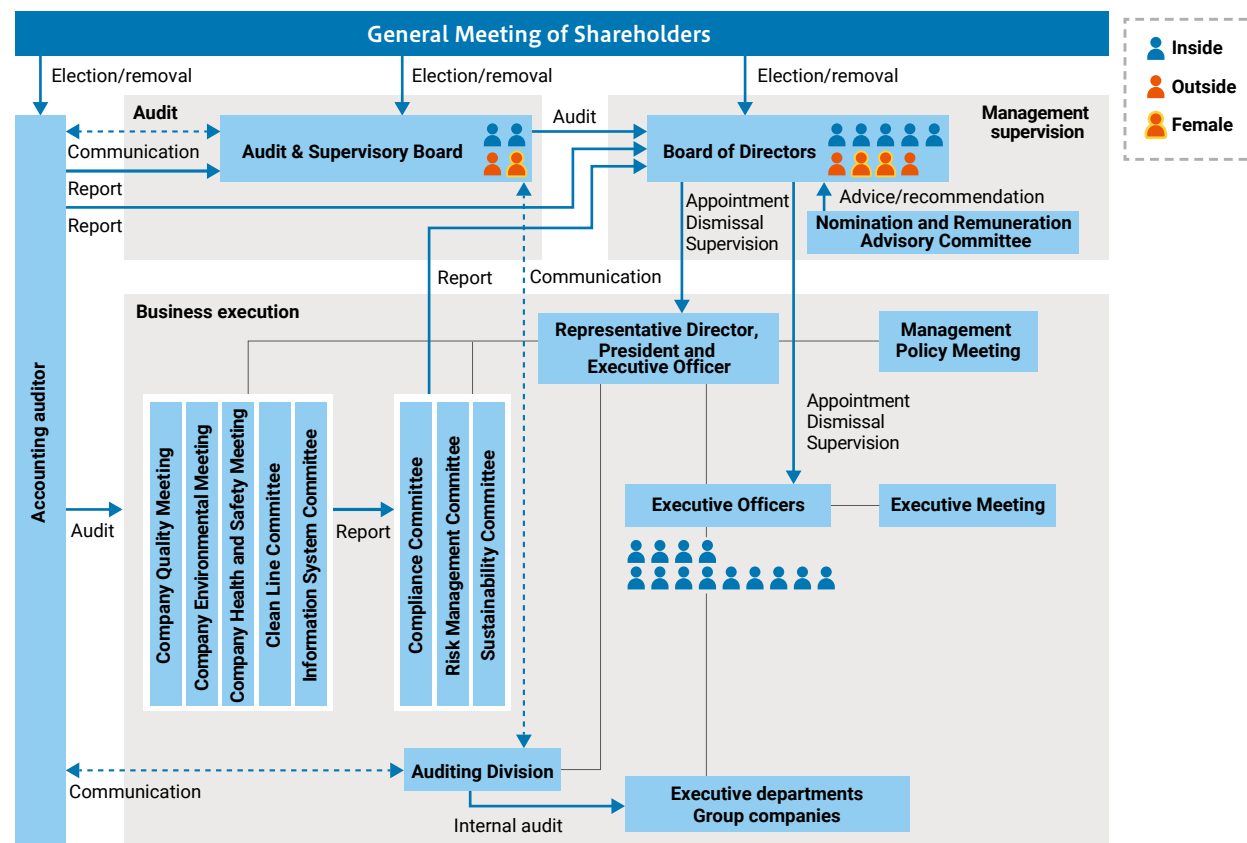 General Meeting of Shareholders
Inside
Outside
Female
Election/removal
Election/removal
Election/removal
Audit
Communication
Report
Report
Audit & Supervisory Board
Audit
Management
supervision
Board of Directors
Advice/recommendation
Nomination and Remuneration
Advisory Committee
Appointment
Dismissal
Supervision
Report
Communication
Accounting auditor
Business execution
Representative Director,
President and
Executive Officer
Management
Policy Meeting
Appointment
Dismissal
Supervision
Audit
Company Quality Meeting
Company Environmental Meeting
Company Health and Safety Meeting
Clean Line Committee
Information System Committee
Report
Compliance Committee
Risk Management Committee
Sustainability Committee
Executive Officers
Executive Meeting
Communication
Auditing Division
Internal audit
Executive departments
Group companies